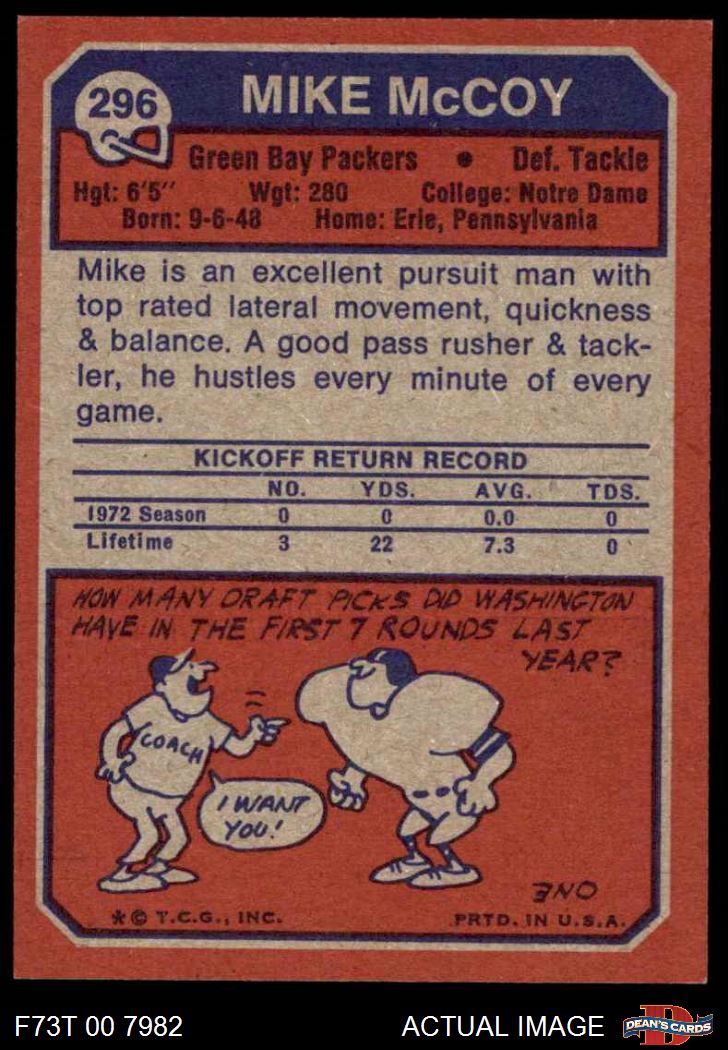 296
MIKE McCOY
Green Bay Packers • Def. Tackle
Hgt: 6'5" Wgt: 280 College: Notre Dame
Born: 9-6-48 Home: Erie, Pennsylvania
Mike is an excellent pursuit man with
top rated lateral movement, quickness
& balance. A good pass rusher & tack-
ler, he hustles every minute of every
game.
KICKOFF RETURN RECORD
NO. YDS. AVG. TDS.
1972 Season 0 0 0.0 0
Lifetime 3 22 7.3 0
HOW MANY DRAFT PICKS DID WASHINGTON
HAVE IN THE FIRST 7 ROUNDS LAST
YEAR?
COACH
I WANT
YOU!
ONE
* © T.C.G., INC. PRTD. IN U.S.A.
F73T 00 7982 ACTUAL IMAGE
D
DEAN'S CARDS